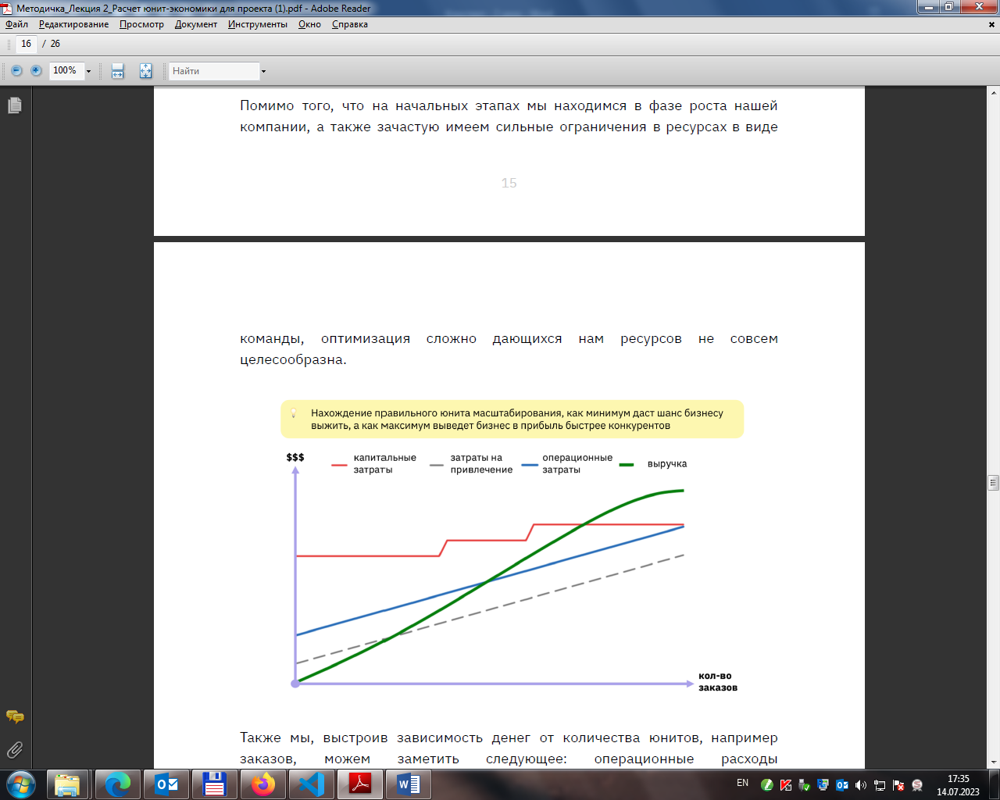 Методичка_Лекция 2_Расчет юнит-экономики для проекта (1).pdf - Adobe Reader
Файл Редактирование Просмотр Документ Инструменты Окно Справка
16 / 26
100% Найти
Помимо того, что на начальных этапах мы находимся в фазе роста нашей
компании, а также зачастую имеем сильные ограничения в ресурсах в виде
15
команды, оптимизация сложно дающихся нам ресурсов не совсем
целесообразна.
Нахождение правильного юнита масштабирования, как минимум даст шанс бизнесу
выжить, а как максимум выведет бизнес в прибыль быстрее конкурентов
$$$
капитальные
затраты
затраты на
привлечение
операционные
затраты
выручка
кол-во
заказов
Также мы, выстроив зависимость денег от количества юнитов, например
заказов, можем заметить следующее: операционные расходы
EN
17:35
14.07.2023